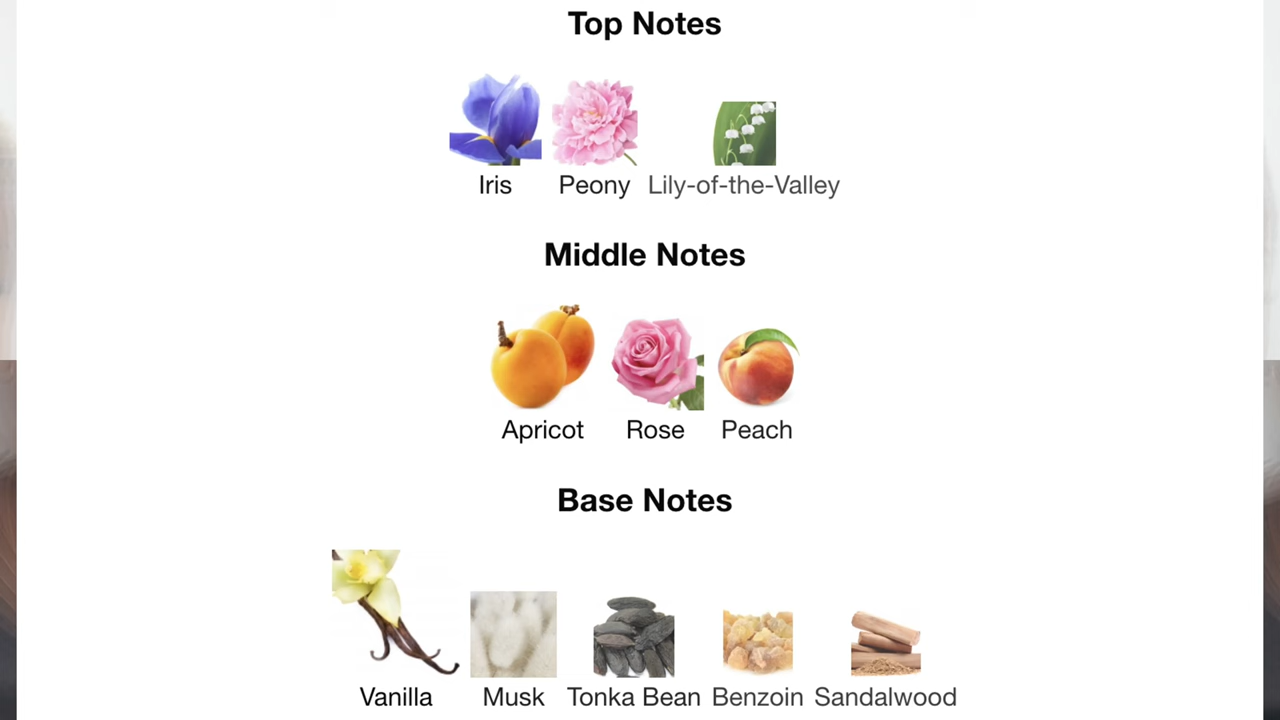 Top Notes
Iris Peony Lily-of-the-Valley
Middle Notes
Apricot Rose Peach
Base Notes
Vanilla Musk Tonka Bean Benzoin Sandalwood